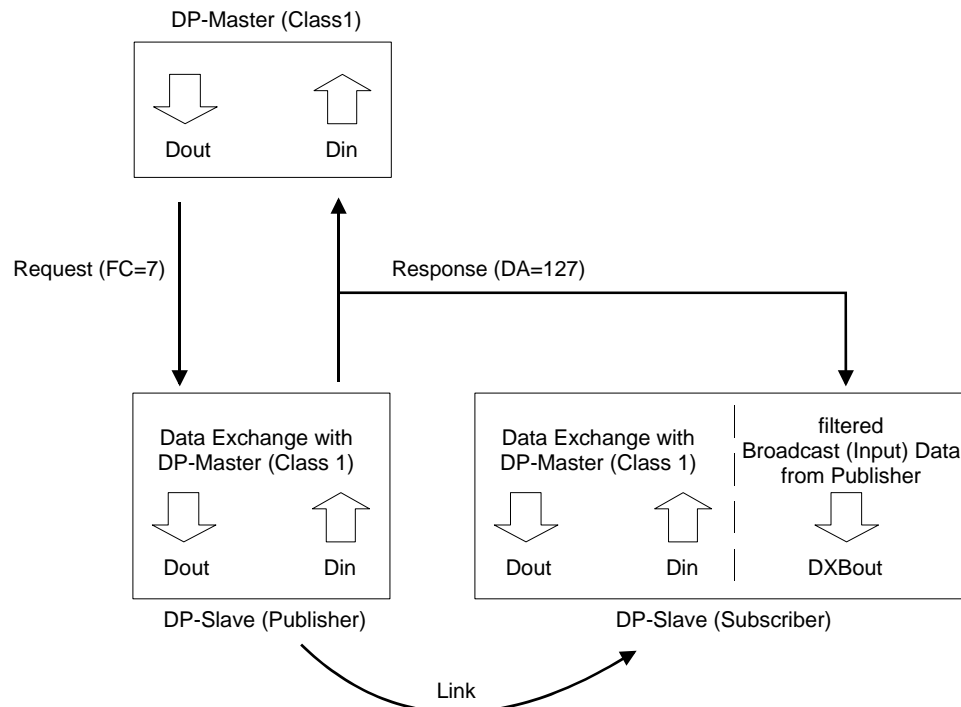 DP-Master (Class1)
Dout
Din
Request (FC=7)
Response (DA=127)
Data Exchange with
DP-Master (Class 1)
Dout
Din
DP-Slave (Publisher)
Data Exchange with
DP-Master (Class 1)
Dout
Din
filtered
Broadcast (Input) Data
from Publisher
DXBout
DP-Slave (Subscriber)
Link